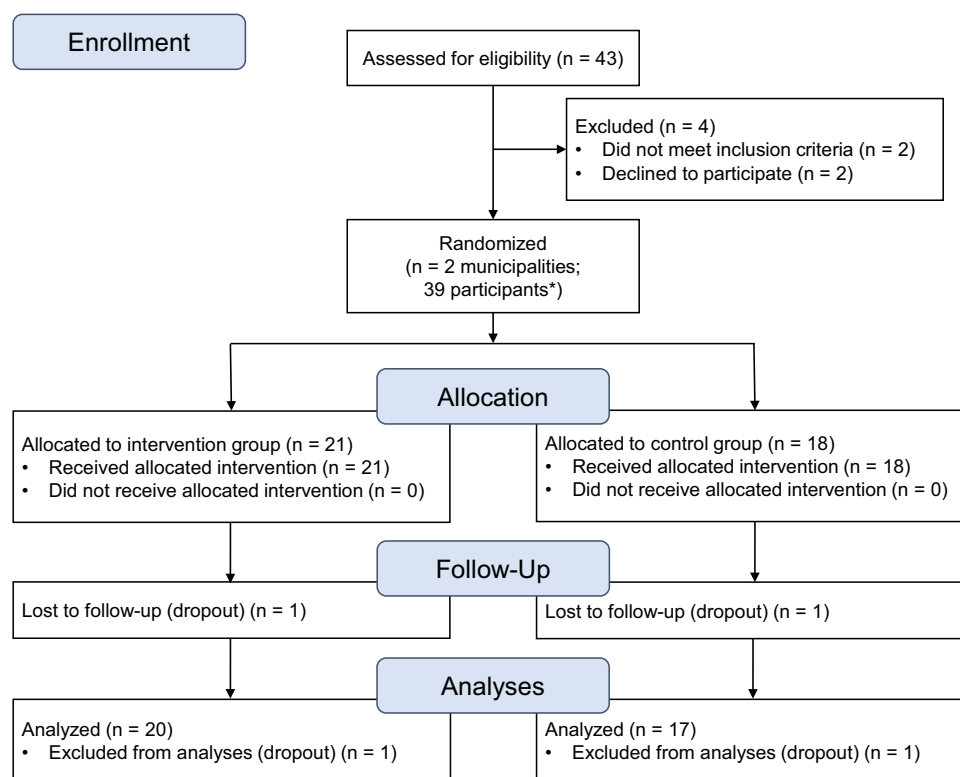 Enrollment
Assessed for eligibility (n = 43)
Excluded (n = 4)
• Did not meet inclusion criteria (n = 2)
• Declined to participate (n = 2)
Randomized
(n = 2 municipalities;
39 participants*)
Allocation
Allocated to intervention group (n = 21)
• Received allocated intervention (n = 21)
• Did not receive allocated intervention (n = 0)
Allocated to control group (n = 18)
• Received allocated intervention (n = 18)
• Did not receive allocated intervention (n = 0)
Follow-Up
Lost to follow-up (dropout) (n = 1)
Lost to follow-up (dropout) (n = 1)
Analyses
Analyzed (n = 20)
• Excluded from analyses (dropout) (n = 1)
Analyzed (n = 17)
• Excluded from analyses (dropout) (n = 1)